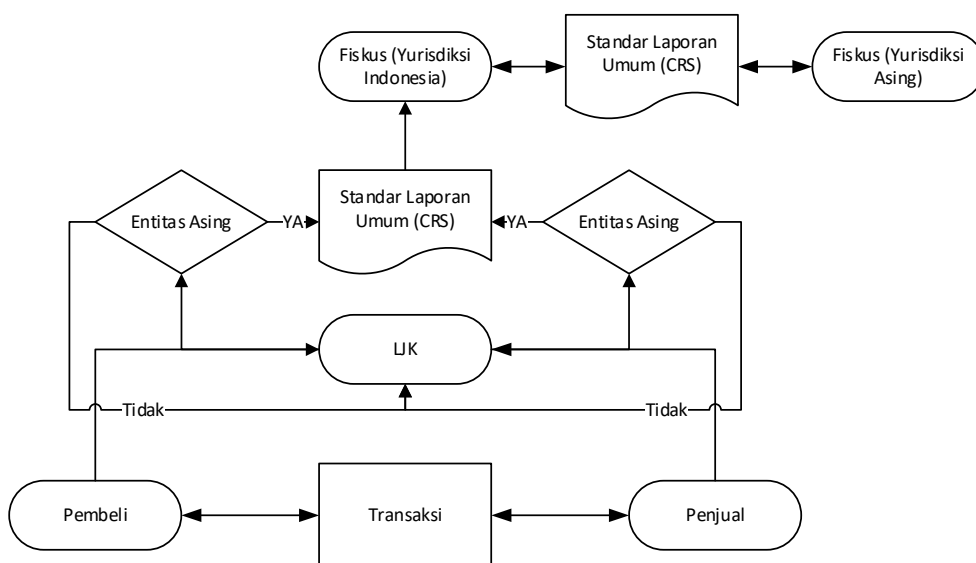 Fiskus (Yurisdiksi
Indonesia)
Standar Laporan
Umum (CRS)
Fiskus (Yurisdiksi
Asing)
Entitas Asing
YA
Standar Laporan
Umum (CRS)
YA
Entitas Asing
LJK
Tidak
Tidak
Pembeli
Transaksi
Penjual